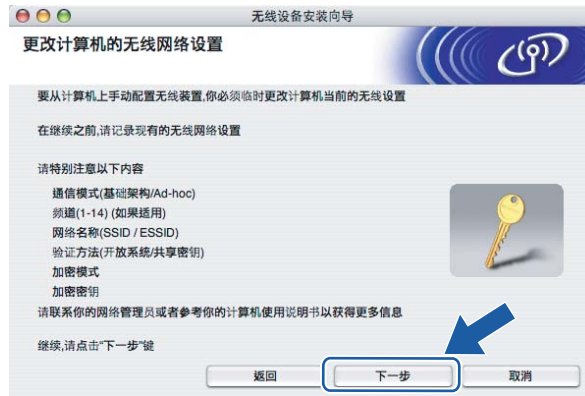 无线设备安装向导
更改计算机的无线网络设置
要从计算机上手动配置无线装置,你必须临时更改计算机当前的无线设置
在继续之前,请记录现有的无线网络设置
请特别注意以下内容
通信模式(基础架构/Ad-hoc)
频道(1-14) (如果适用)
网络名称(SSID / ESSID)
验证方法(开放系统/共享密钥)
加密模式
加密密钥
请联系你的网络管理员或者参考你的计算机使用说明书以获得更多信息
继续,请点击“下一步”键
返回 下一步 取消